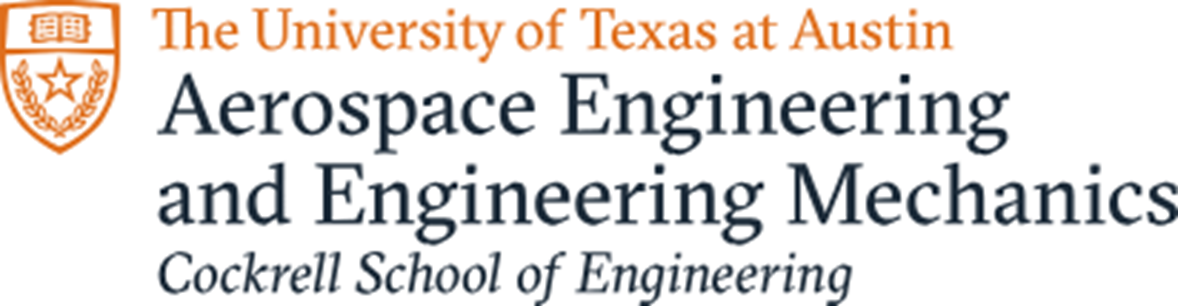 The University of Texas at Austin
Aerospace Engineering
and Engineering Mechanics
Cockrell School of Engineering